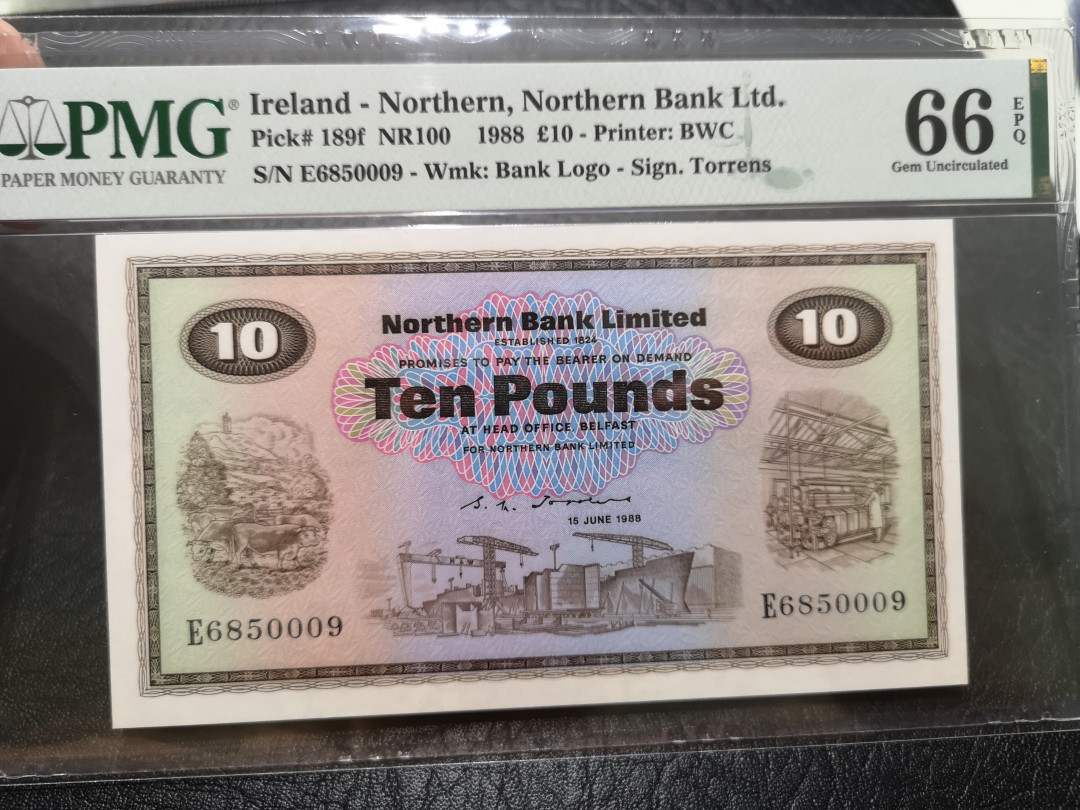 PMG®
PAPER MONEY GUARANTY
Ireland - Northern, Northern Bank Ltd.
Pick# 189f NR100 1988 £10 - Printer: BWC
S/N E6850009 - Wmk: Bank Logo - Sign. Torrens
66
EPQ
Gem Uncirculated
10
10
Northern Bank Limited
ESTABLISHED 1824
PROMISES TO PAY THE BEARER ON DEMAND
Ten Pounds
AT HEAD OFFICE, BELFAST
FOR NORTHERN BANK LIMITED
15 JUNE 1988
E6850009
E6850009